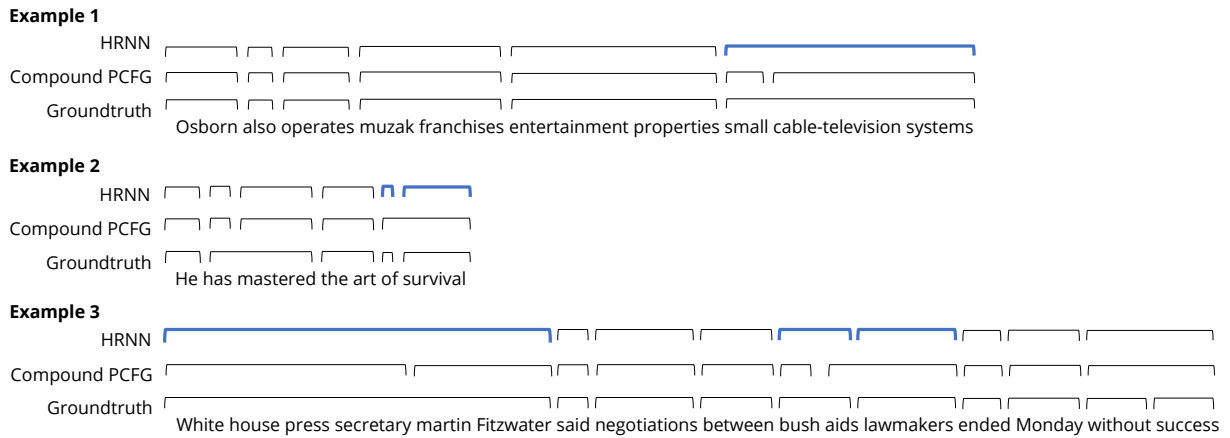 Example 1
HRNN
Compound PCFG
Groundtruth
Osborn also operates muzak franchises entertainment properties small cable-television systems
Example 2
HRNN
Compound PCFG
Groundtruth
He has mastered the art of survival
Example 3
HRNN
Compound PCFG
Groundtruth
White house press secretary martin Fitzwater said negotiations between bush aids lawmakers ended Monday without success